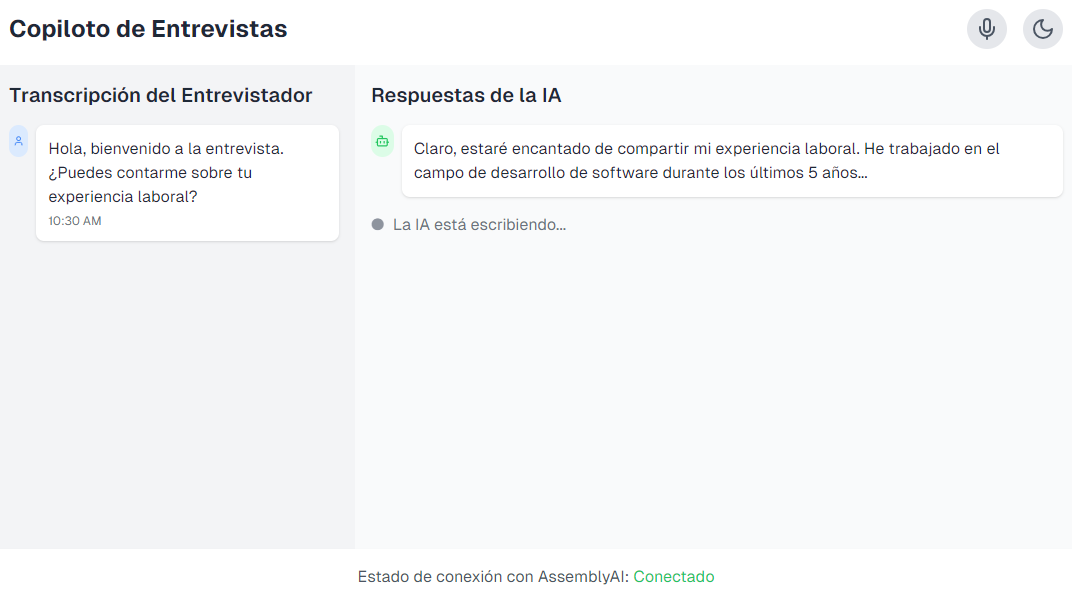 Copiloto de Entrevistas
Transcripción del Entrevistador
Hola, bienvenido a la entrevista.
¿Puedes contarme sobre tu
experiencia laboral?
10:30 AM
Respuestas de la IA
Claro, estaré encantado de compartir mi experiencia laboral. He trabajado en el
campo de desarrollo de software durante los últimos 5 años...
La IA está escribiendo...
Estado de conexión con AssemblyAI: Conectado